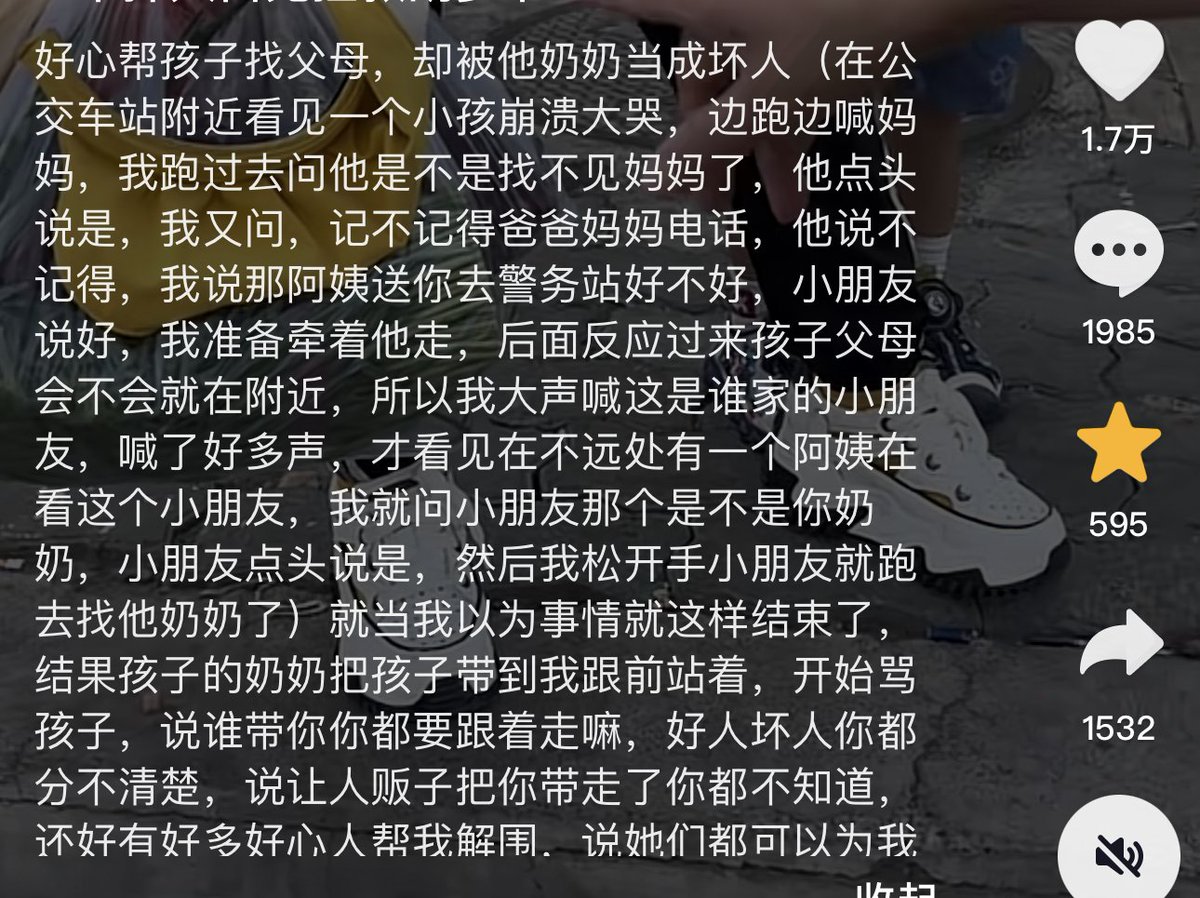 好心帮孩子找父母，却被他奶奶当成坏人（在公
交车站附近看见一个小孩崩溃大哭，边跑边喊妈
妈，我跑过去问他是不是找不见妈妈了，他点头
说是，我又问，记不记得爸爸妈妈电话，他说不
记得，我说那阿姨送你去警务站好不好，小朋友
说好，我准备牵着他走，后面反应过来孩子父母
会不会就在附近，所以我大声喊这是谁家的小朋
友，喊了好多声，才看见在不远处有一个阿姨在
看这个小朋友，我就问小朋友那个是不是你奶
奶，小朋友点头说是，然后我松开手小朋友就跑
去找他奶奶了）就当我以为事情就这样结束了，
结果孩子的奶奶把孩子带到我跟前站着，开始骂
孩子，说谁带你你都要跟着走嘛，好人坏人你都
分不清楚，说让人贩子把你带走了你都不知道，
还好有好多好心人帮我解围，说她们都可以为我
收起
1.7万
1985
595
1532